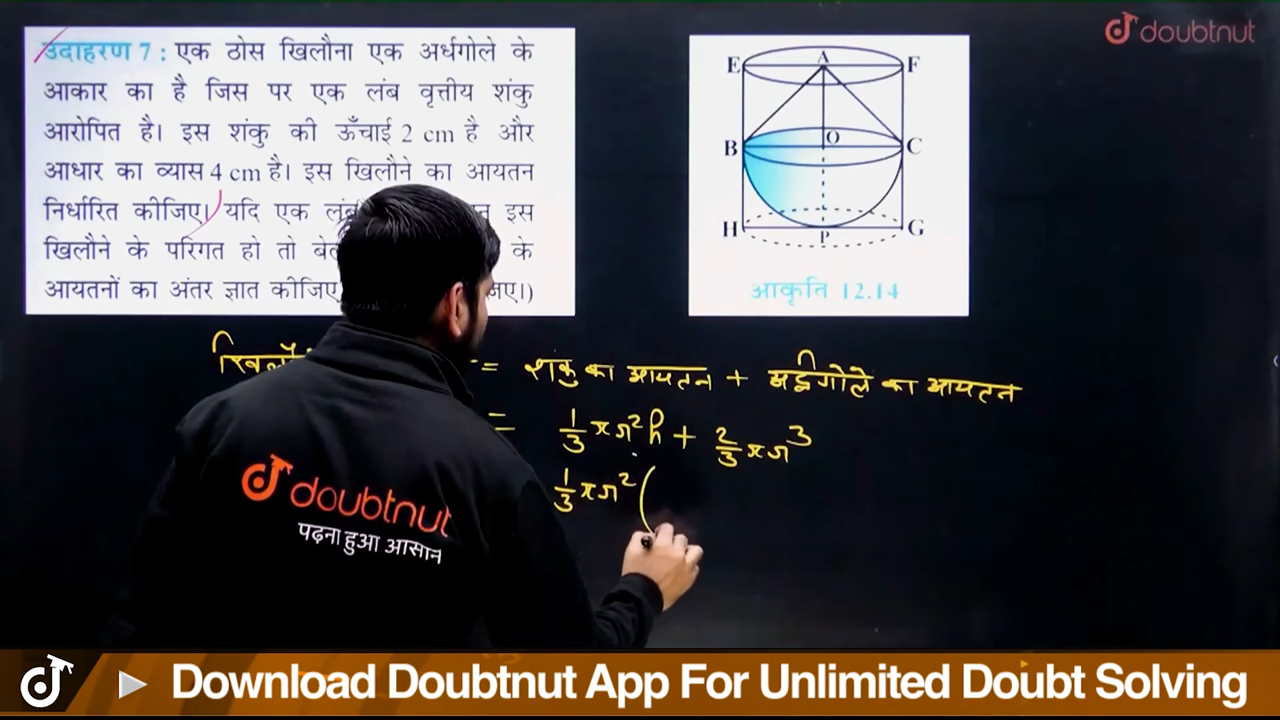 उदाहरण 7 : एक ठोस खिलौना एक अर्धगोले के
आकार का है जिस पर एक लंब वृत्तीय शंकु
आरोपित है। इस शंकु की ऊँचाई 2 cm है और
आधार का व्यास 4 cm है। इस खिलौने का आयतन
निर्धारित कीजिए। यदि एक इस
खिलौने के परिगत हो तो के
आयतनों का अंतर ज्ञात कीजिए
doubtnut
E A F
B O C
H P G
आकृति 12.14
= शंकु का आयतन + अर्द्धगोले का आयतन
= 1/3 πr²h + 2/3 πr³
1/3 πr² (
doubtnut
पढ़ना हुआ आसान
Download Doubtnut App For Unlimited Doubt Solving